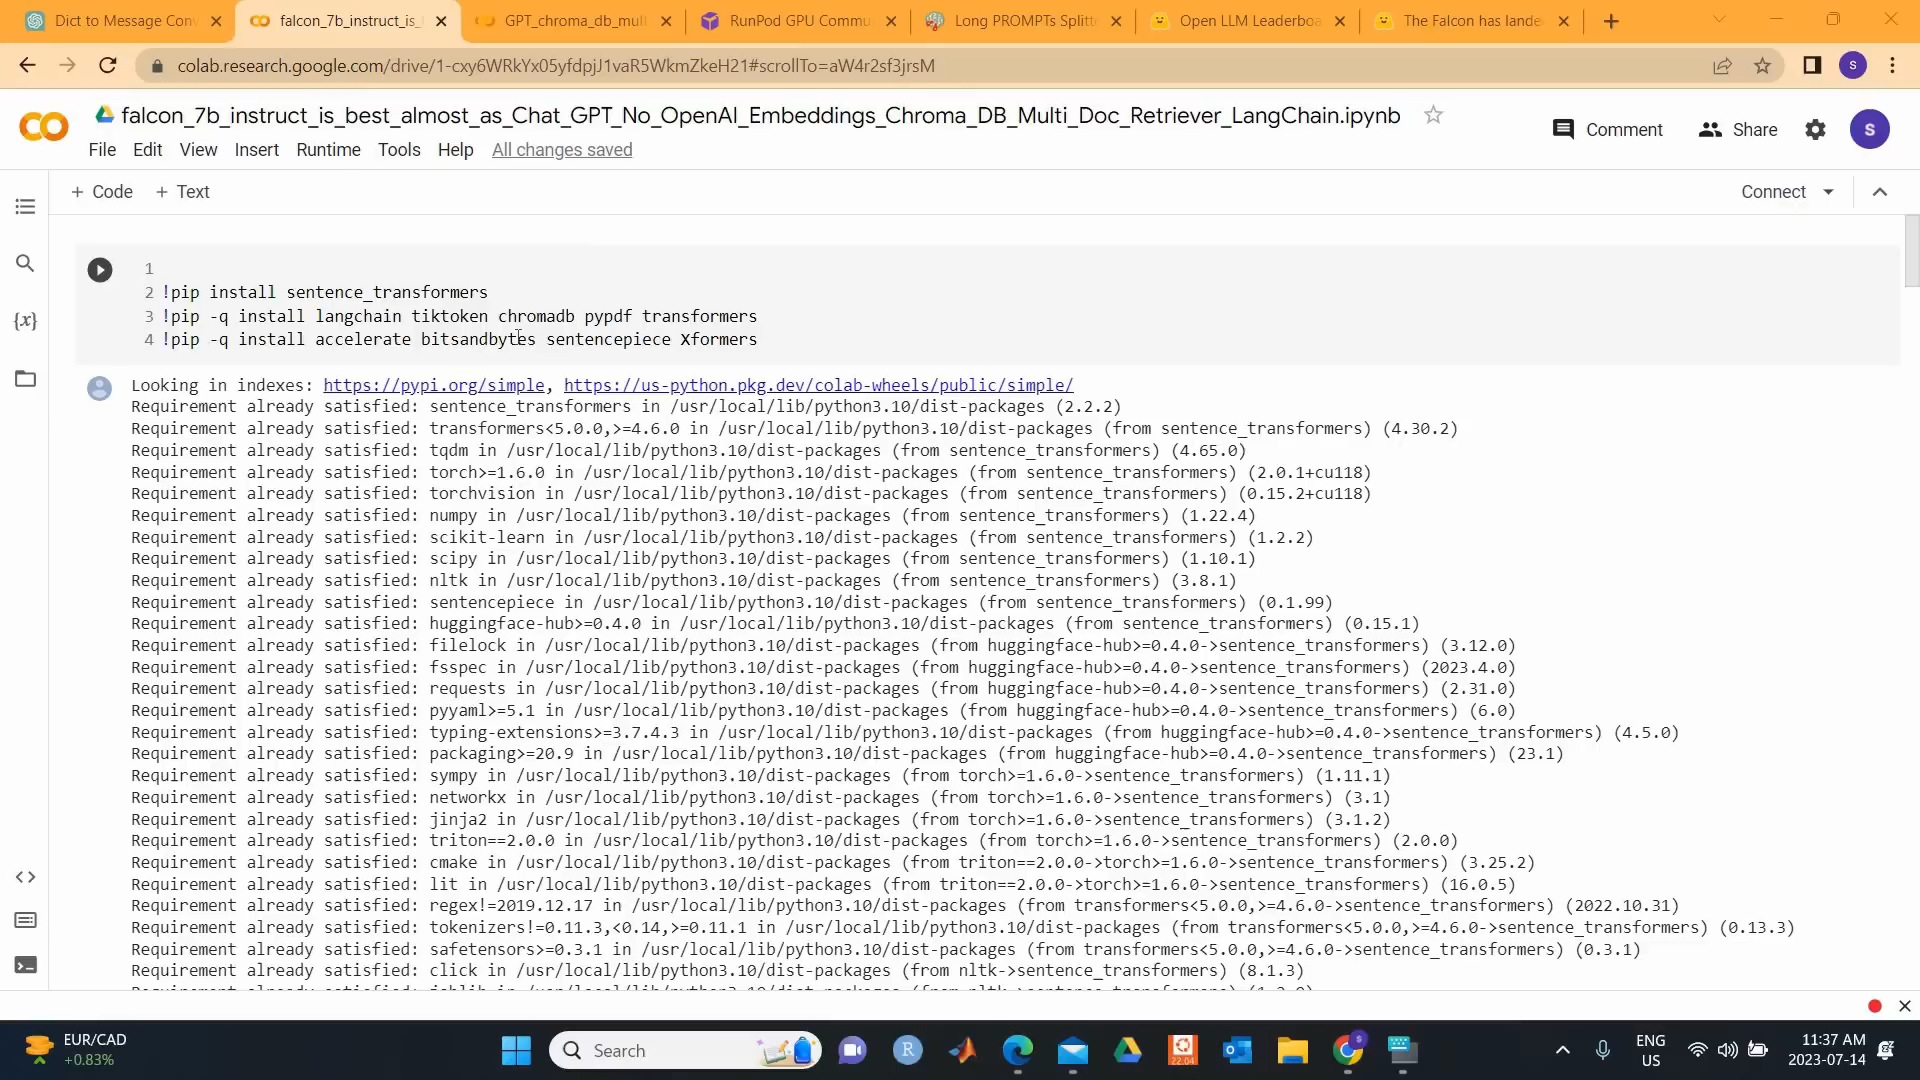 Dict to Message Conv
falcon_7b_instruct_is_
GPT_chroma_db_mul
RunPod GPU Commu
Long PROMPTs Splitte
Open LLM Leaderboa
The Falcon has lande
colab.research.google.com/drive/1-cxy6WRkYx05yfdpjJ1vaR5WkmZkeH21#scrollTo=aW4r2sf3jrsM
S
CO
falcon_7b_instruct_is_best_almost_as_Chat_GPT_No_OpenAI_Embeddings_Chroma_DB_Multi_Doc_Retriever_LangChain.ipynb
Comment
Share
S
File Edit View Insert Runtime Tools Help All changes saved
+ Code + Text
Connect
1
2 !pip install sentence_transformers
3 !pip -q install langchain tiktoken chromadb pypdf transformers
4 !pip -q install accelerate bitsandbytes sentencepiece Xformers
{x}
Looking in indexes: https://pypi.org/simple, https://us-python.pkg.dev/colab-wheels/public/simple/
Requirement already satisfied: sentence_transformers in /usr/local/lib/python3.10/dist-packages (2.2.2)
Requirement already satisfied: transformers<5.0.0,>=4.6.0 in /usr/local/lib/python3.10/dist-packages (from sentence_transformers) (4.30.2)
Requirement already satisfied: tqdm in /usr/local/lib/python3.10/dist-packages (from sentence_transformers) (4.65.0)
Requirement already satisfied: torch>=1.6.0 in /usr/local/lib/python3.10/dist-packages (from sentence_transformers) (2.0.1+cu118)
Requirement already satisfied: torchvision in /usr/local/lib/python3.10/dist-packages (from sentence_transformers) (0.15.2+cu118)
Requirement already satisfied: numpy in /usr/local/lib/python3.10/dist-packages (from sentence_transformers) (1.22.4)
Requirement already satisfied: scikit-learn in /usr/local/lib/python3.10/dist-packages (from sentence_transformers) (1.2.2)
Requirement already satisfied: scipy in /usr/local/lib/python3.10/dist-packages (from sentence_transformers) (1.10.1)
Requirement already satisfied: nltk in /usr/local/lib/python3.10/dist-packages (from sentence_transformers) (3.8.1)
Requirement already satisfied: sentencepiece in /usr/local/lib/python3.10/dist-packages (from sentence_transformers) (0.1.99)
Requirement already satisfied: huggingface-hub>=0.4.0 in /usr/local/lib/python3.10/dist-packages (from sentence_transformers) (0.15.1)
Requirement already satisfied: filelock in /usr/local/lib/python3.10/dist-packages (from huggingface-hub>=0.4.0->sentence_transformers) (3.12.0)
Requirement already satisfied: fsspec in /usr/local/lib/python3.10/dist-packages (from huggingface-hub>=0.4.0->sentence_transformers) (2023.4.0)
Requirement already satisfied: requests in /usr/local/lib/python3.10/dist-packages (from huggingface-hub>=0.4.0->sentence_transformers) (2.31.0)
Requirement already satisfied: pyyaml>=5.1 in /usr/local/lib/python3.10/dist-packages (from huggingface-hub>=0.4.0->sentence_transformers) (6.0)
Requirement already satisfied: typing-extensions>=3.7.4.3 in /usr/local/lib/python3.10/dist-packages (from huggingface-hub>=0.4.0->sentence_transformers) (4.5.0)
Requirement already satisfied: packaging>=20.9 in /usr/local/lib/python3.10/dist-packages (from huggingface-hub>=0.4.0->sentence_transformers) (23.1)
Requirement already satisfied: sympy in /usr/local/lib/python3.10/dist-packages (from torch>=1.6.0->sentence_transformers) (1.11.1)
Requirement already satisfied: networkx in /usr/local/lib/python3.10/dist-packages (from torch>=1.6.0->sentence_transformers) (3.1)
Requirement already satisfied: jinja2 in /usr/local/lib/python3.10/dist-packages (from torch>=1.6.0->sentence_transformers) (3.1.2)
Requirement already satisfied: triton==2.0.0 in /usr/local/lib/python3.10/dist-packages (from torch>=1.6.0->sentence_transformers) (2.0.0)
Requirement already satisfied: cmake in /usr/local/lib/python3.10/dist-packages (from triton==2.0.0->torch>=1.6.0->sentence_transformers) (3.25.2)
Requirement already satisfied: lit in /usr/local/lib/python3.10/dist-packages (from triton==2.0.0->torch>=1.6.0->sentence_transformers) (16.0.5)
Requirement already satisfied: regex!=2019.12.17 in /usr/local/lib/python3.10/dist-packages (from transformers<5.0.0,>=4.6.0->sentence_transformers) (2022.10.31)
Requirement already satisfied: tokenizers!=0.11.3,<0.14,>=0.11.1 in /usr/local/lib/python3.10/dist-packages (from transformers<5.0.0,>=4.6.0->sentence_transformers) (0.13.3)
Requirement already satisfied: safetensors>=0.3.1 in /usr/local/lib/python3.10/dist-packages (from transformers<5.0.0,>=4.6.0->sentence_transformers) (0.3.1)
Requirement already satisfied: click in /usr/local/lib/python3.10/dist-packages (from nltk->sentence_transformers) (8.1.3)
EUR/CAD
+0.83%
Search
R
22.04
ENG
US
11:37 AM
2023-07-14